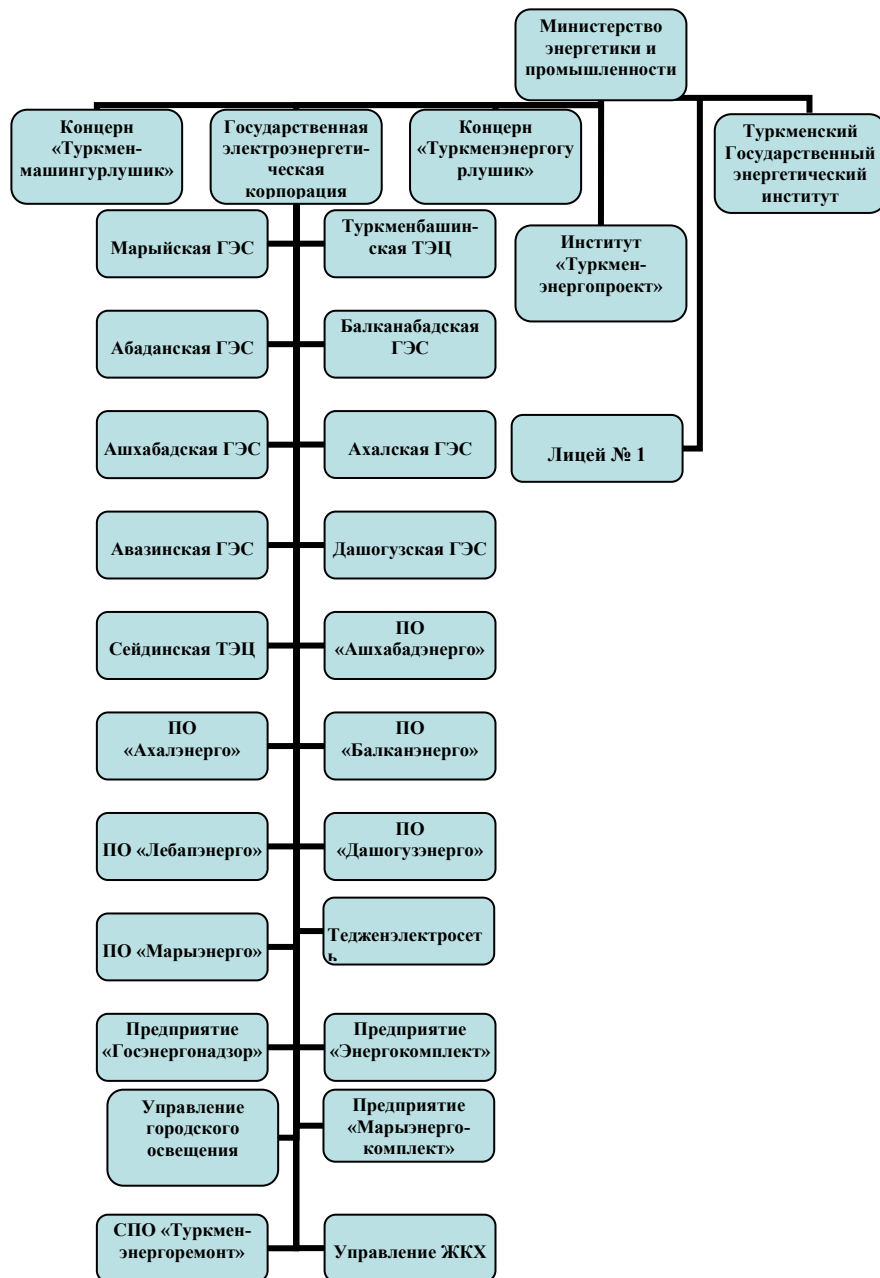 Министерство
энергетики и
промышленности
Концерн
«Туркмен-
машингурлушик»
Государственная
электроэнергети-
ческая
корпорация
Концерн
«Туркменэнергогу
рлушик»
Туркменский
Государственный
энергетический
институт
Марыйская ГЭС
Туркменбашин-
ская ТЭЦ
Институт
«Туркмен-
энергопроект»
Абаданская ГЭС
Балканабадская
ГЭС
Ашхабадская ГЭС
Ахалская ГЭС
Лицей № 1
Авазинская ГЭС
Дашогузская ГЭС
Сейдинская ТЭЦ
ПО
«Ашхабадэнерго»
ПО
«Ахалэнерго»
ПО
«Балканэнерго»
ПО «Лебапэнерго»
ПО
«Дашогузэнерго»
ПО «Марыэнерго»
Тедженэлектросет
ь
Предприятие
«Госэнергонадзор»
Предприятие
«Энергокомплект»
Управление
городского
освещения
Предприятие
«Марыэнерго-
комплект»
СПО «Туркмен-
энергоремонт»
Управление ЖКХ